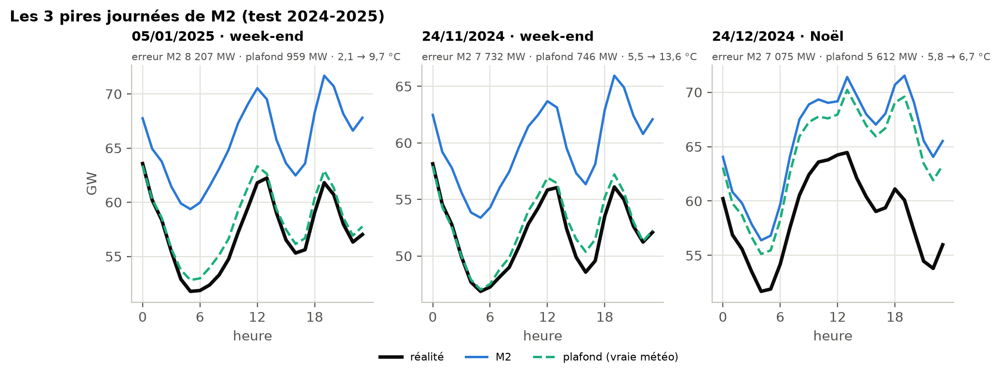 Les 3 pires journées de M2 (test 2024-2025)
05/01/2025 · week-end
erreur M2 8 207 MW · plafond 959 MW · 2,1 → 9,7 °C
24/11/2024 · week-end
erreur M2 7 732 MW · plafond 746 MW · 5,5 → 13,6 °C
24/12/2024 · Noël
erreur M2 7 075 MW · plafond 5 612 MW · 5,8 → 6,7 °C
GW
70
65
60
55
0 6 12 18
heure
65
60
55
50
0 6 12 18
heure
70
65
60
55
0 6 12 18
heure
réalité M2 plafond (vraie météo)